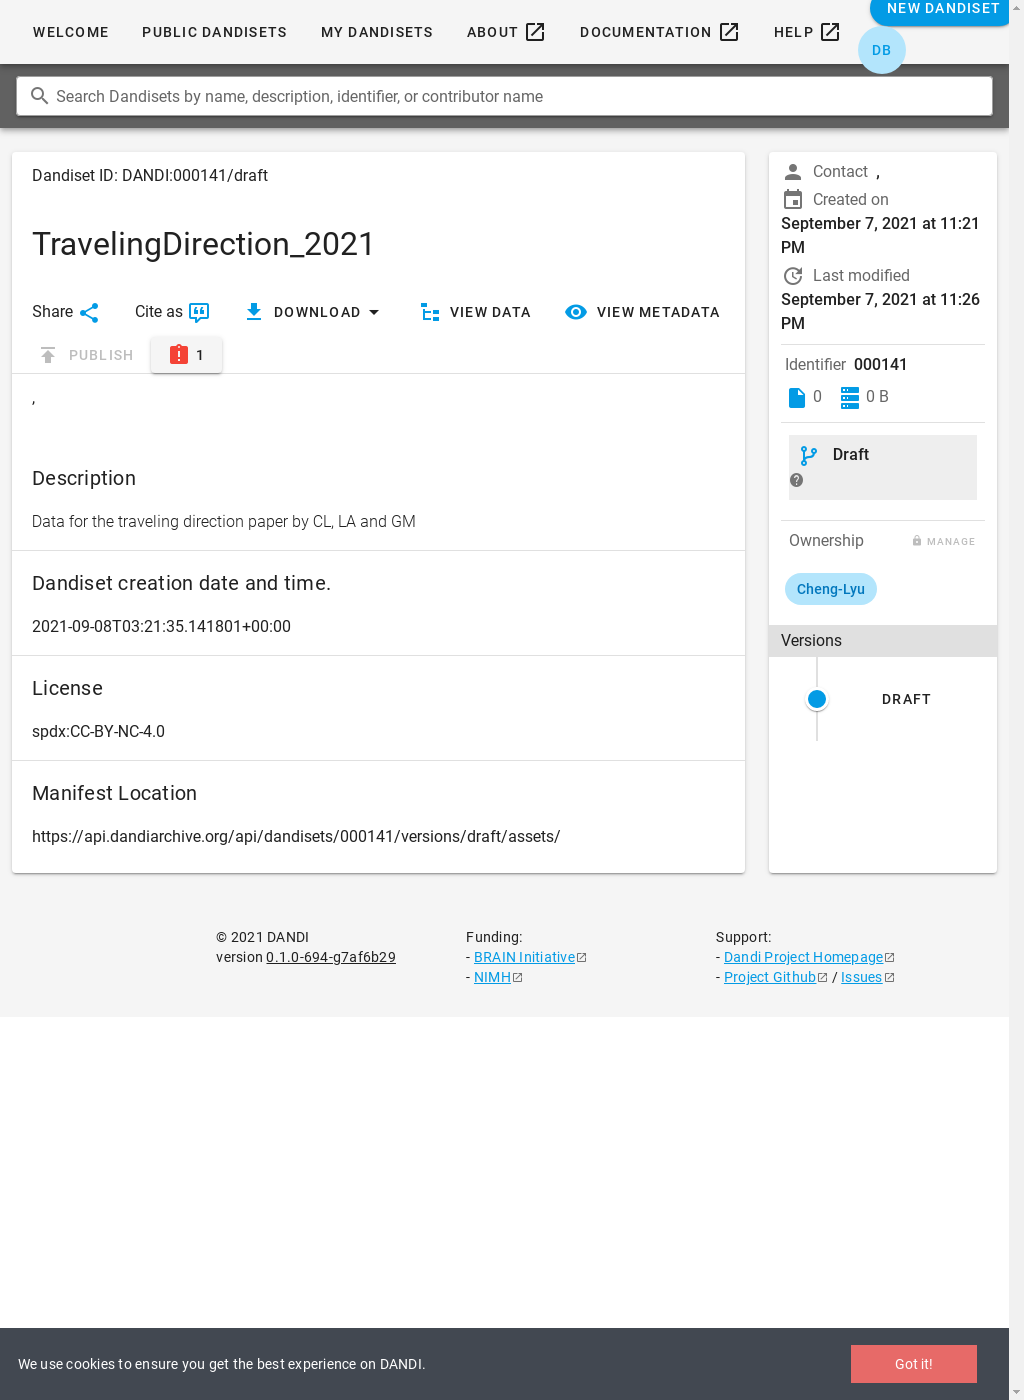 WELCOME PUBLIC DANDISETS MY DANDISETS ABOUT DOCUMENTATION HELP NEW DANDISET
DB
Search Dandisets by name, description, identifier, or contributor name
Dandiset ID: DANDI:000141/draft
TravelingDirection_2021
Share Cite as DOWNLOAD VIEW DATA VIEW METADATA
PUBLISH 1
,
Description
Data for the traveling direction paper by CL, LA and GM
Dandiset creation date and time.
2021-09-08T03:21:35.141801+00:00
License
spdx:CC-BY-NC-4.0
Manifest Location
https://api.dandiarchive.org/api/dandisets/000141/versions/draft/assets/
Contact ,
Created on
September 7, 2021 at 11:21
PM
Last modified
September 7, 2021 at 11:26
PM
Identifier 000141
0 0 B
Draft
Ownership MANAGE
Cheng-Lyu
Versions
DRAFT
© 2021 DANDI
version 0.1.0-694-g7af6b29
Funding:
- BRAIN Initiative
- NIMH
Support:
- Dandi Project Homepage
- Project Github / Issues
We use cookies to ensure you get the best experience on DANDI.
Got it!